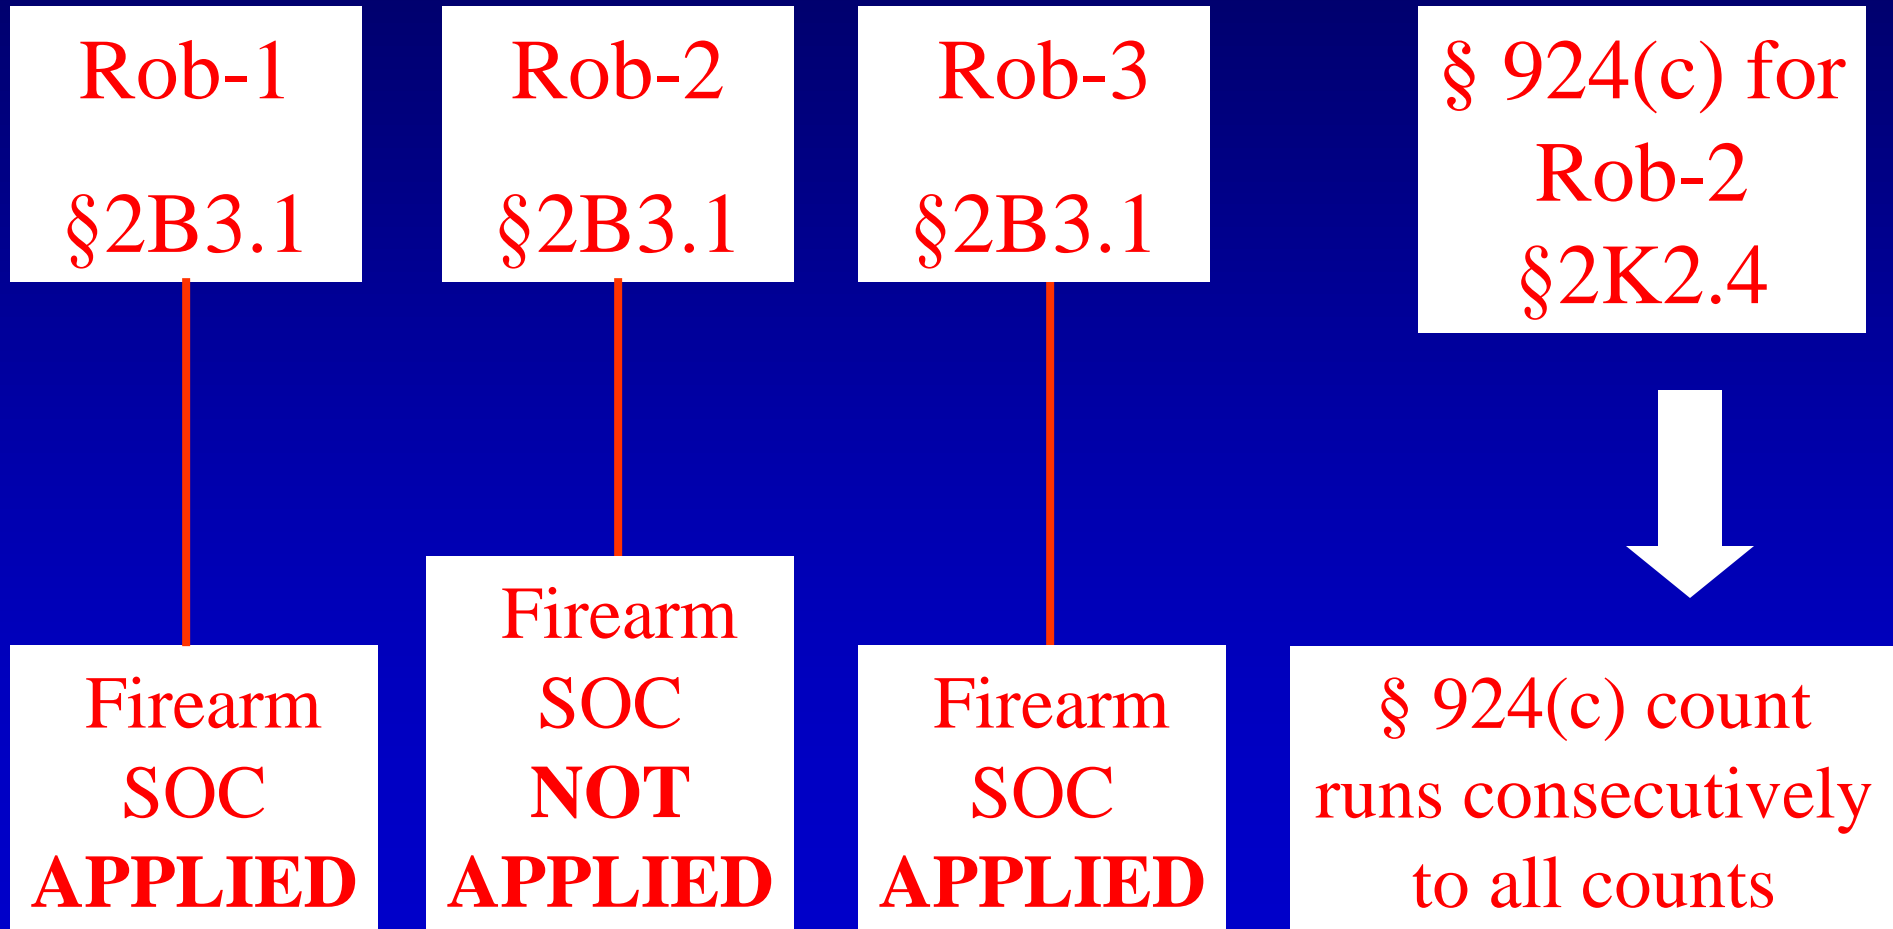 Rob-1
§2B3.1
Rob-2
§2B3.1
Rob-3
§2B3.1
§ 924(c) for
Rob-2
§2K2.4
Firearm
SOC
APPLIED
Firearm
SOC
NOT
APPLIED
Firearm
SOC
APPLIED
§ 924(c) count
runs consecutively
to all counts